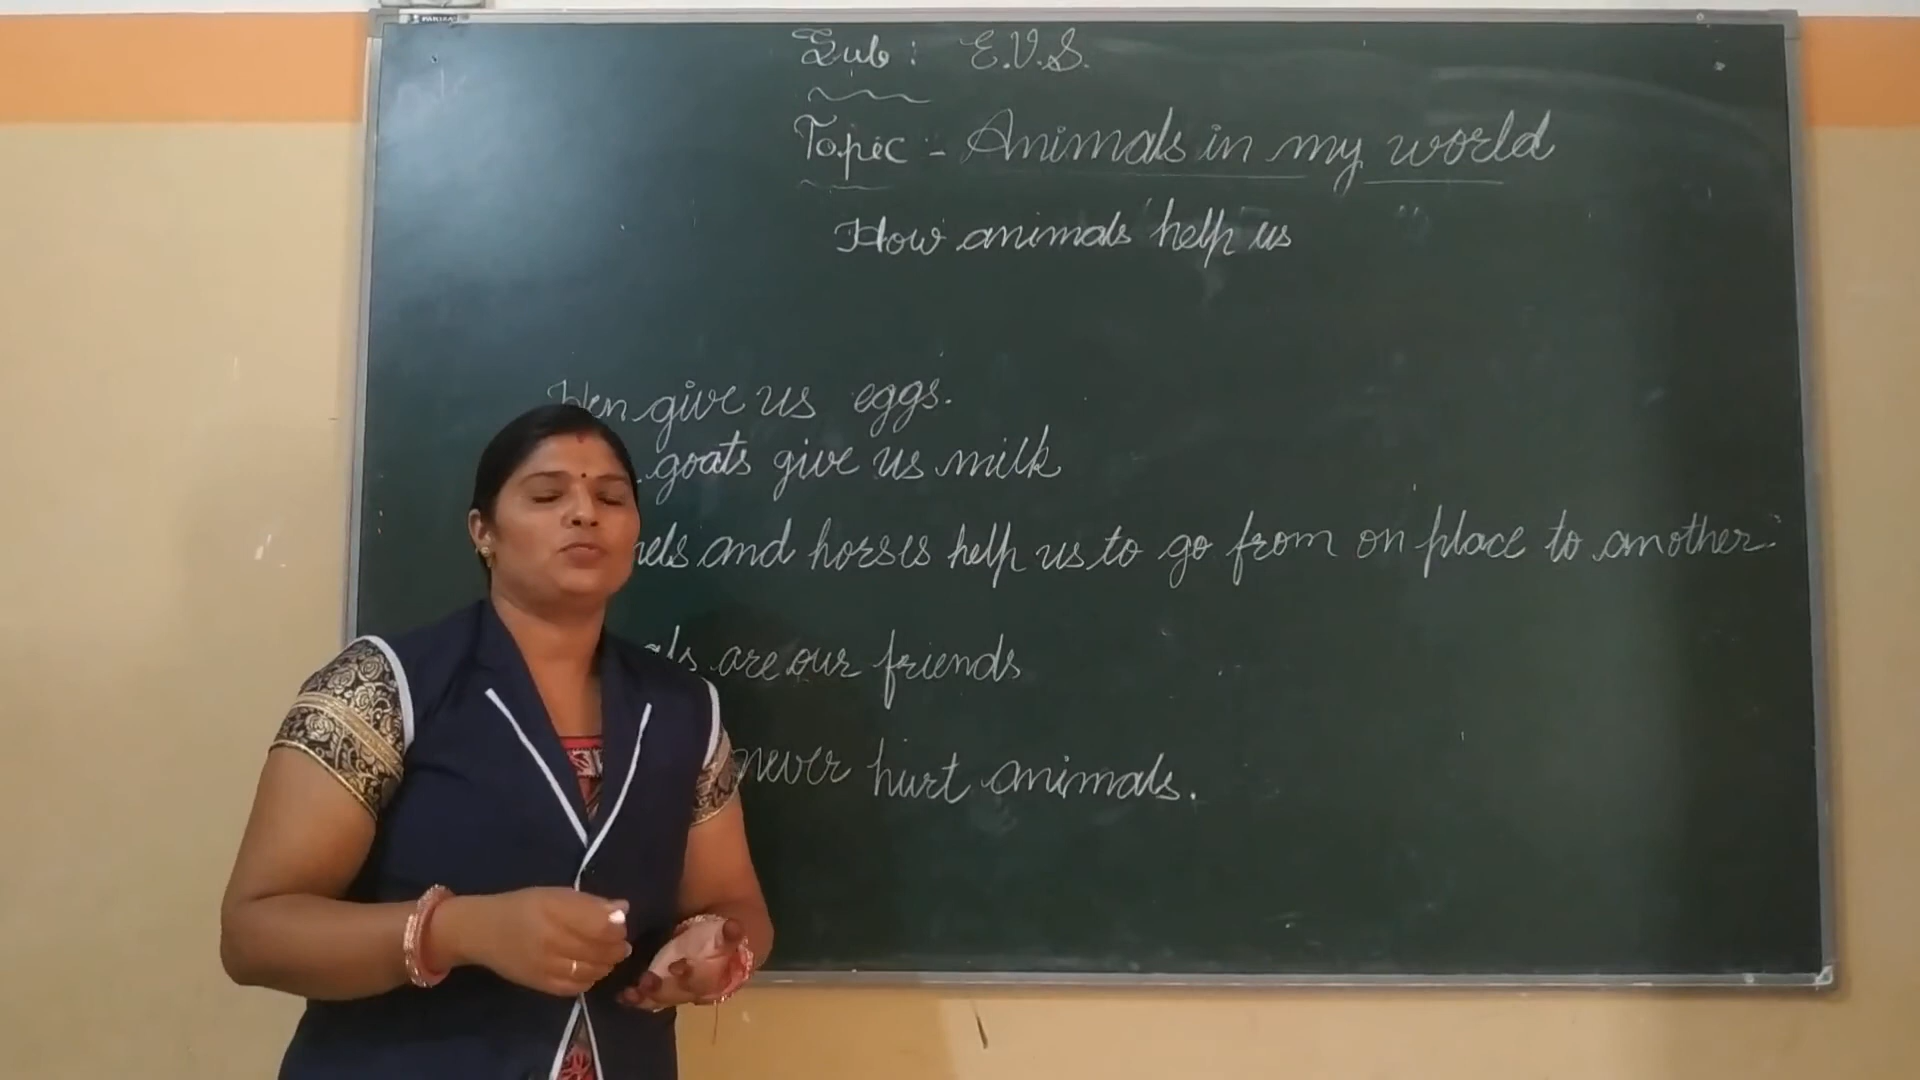 Sub : E.V.S.
Topic :- Animals in my world
How animals help us
Hen give us eggs.
goats give us milk
and horses help us to go from on place to another.
are our friends
never hurt animals.